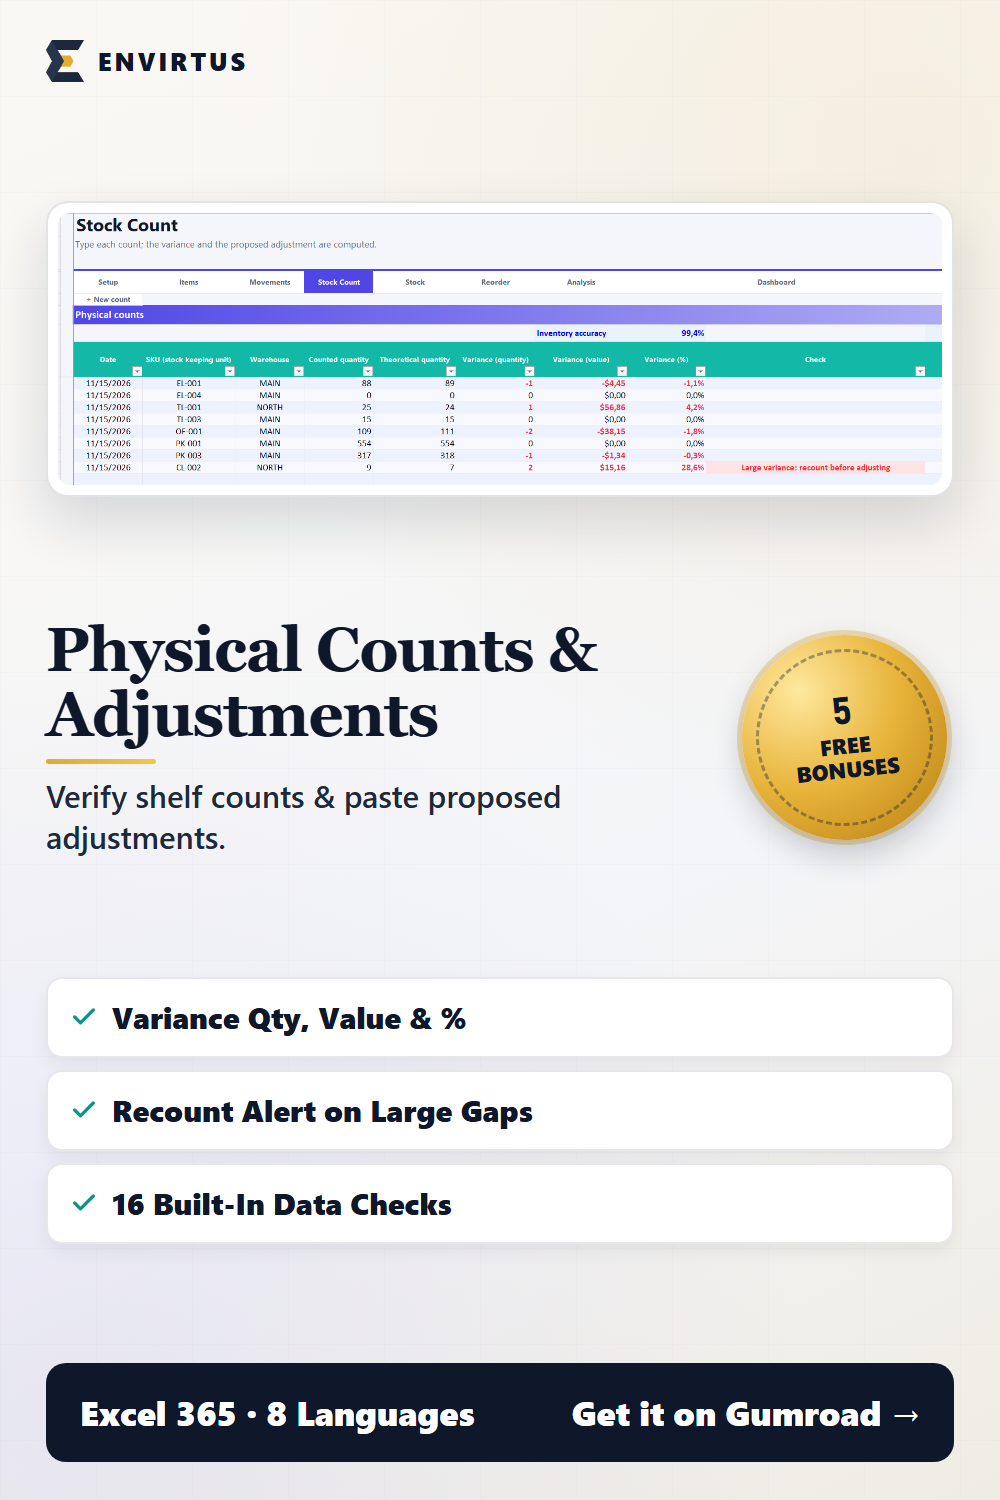 ENVIRTUS
Stock Count
Type each count; the variance and the proposed adjustment are computed.
Setup Items Movements Stock Count Stock Reorder Analysis Dashboard
+ New count
Physical counts
Inventory accuracy 99,4%
Date SKU (stock keeping unit) Warehouse Counted quantity Theoretical quantity Variance (quantity) Variance (value) Variance (%) Check
11/15/2026 EL-001 MAIN 88 89 -1 -$4,45 -1,1%
11/15/2026 EL-004 MAIN 0 0 0 $0,00 0,0%
11/15/2026 TL-001 NORTH 25 24 1 $56,86 4,2%
11/15/2026 TL-003 MAIN 15 15 0 $0,00 0,0%
11/15/2026 OF-001 MAIN 109 111 -2 -$38,15 -1,8%
11/15/2026 PK-001 MAIN 554 554 0 $0,00 0,0%
11/15/2026 PK-003 MAIN 317 318 -1 -$1,34 -0,3%
11/15/2026 CL-002 NORTH 9 7 2 $15,16 28,6% Large variance: recount before adjusting
Physical Counts &
Adjustments
Verify shelf counts & paste proposed
adjustments.
5
FREE
BONUSES
Variance Qty, Value & %
Recount Alert on Large Gaps
16 Built-In Data Checks
Excel 365 · 8 Languages
Get it on Gumroad →